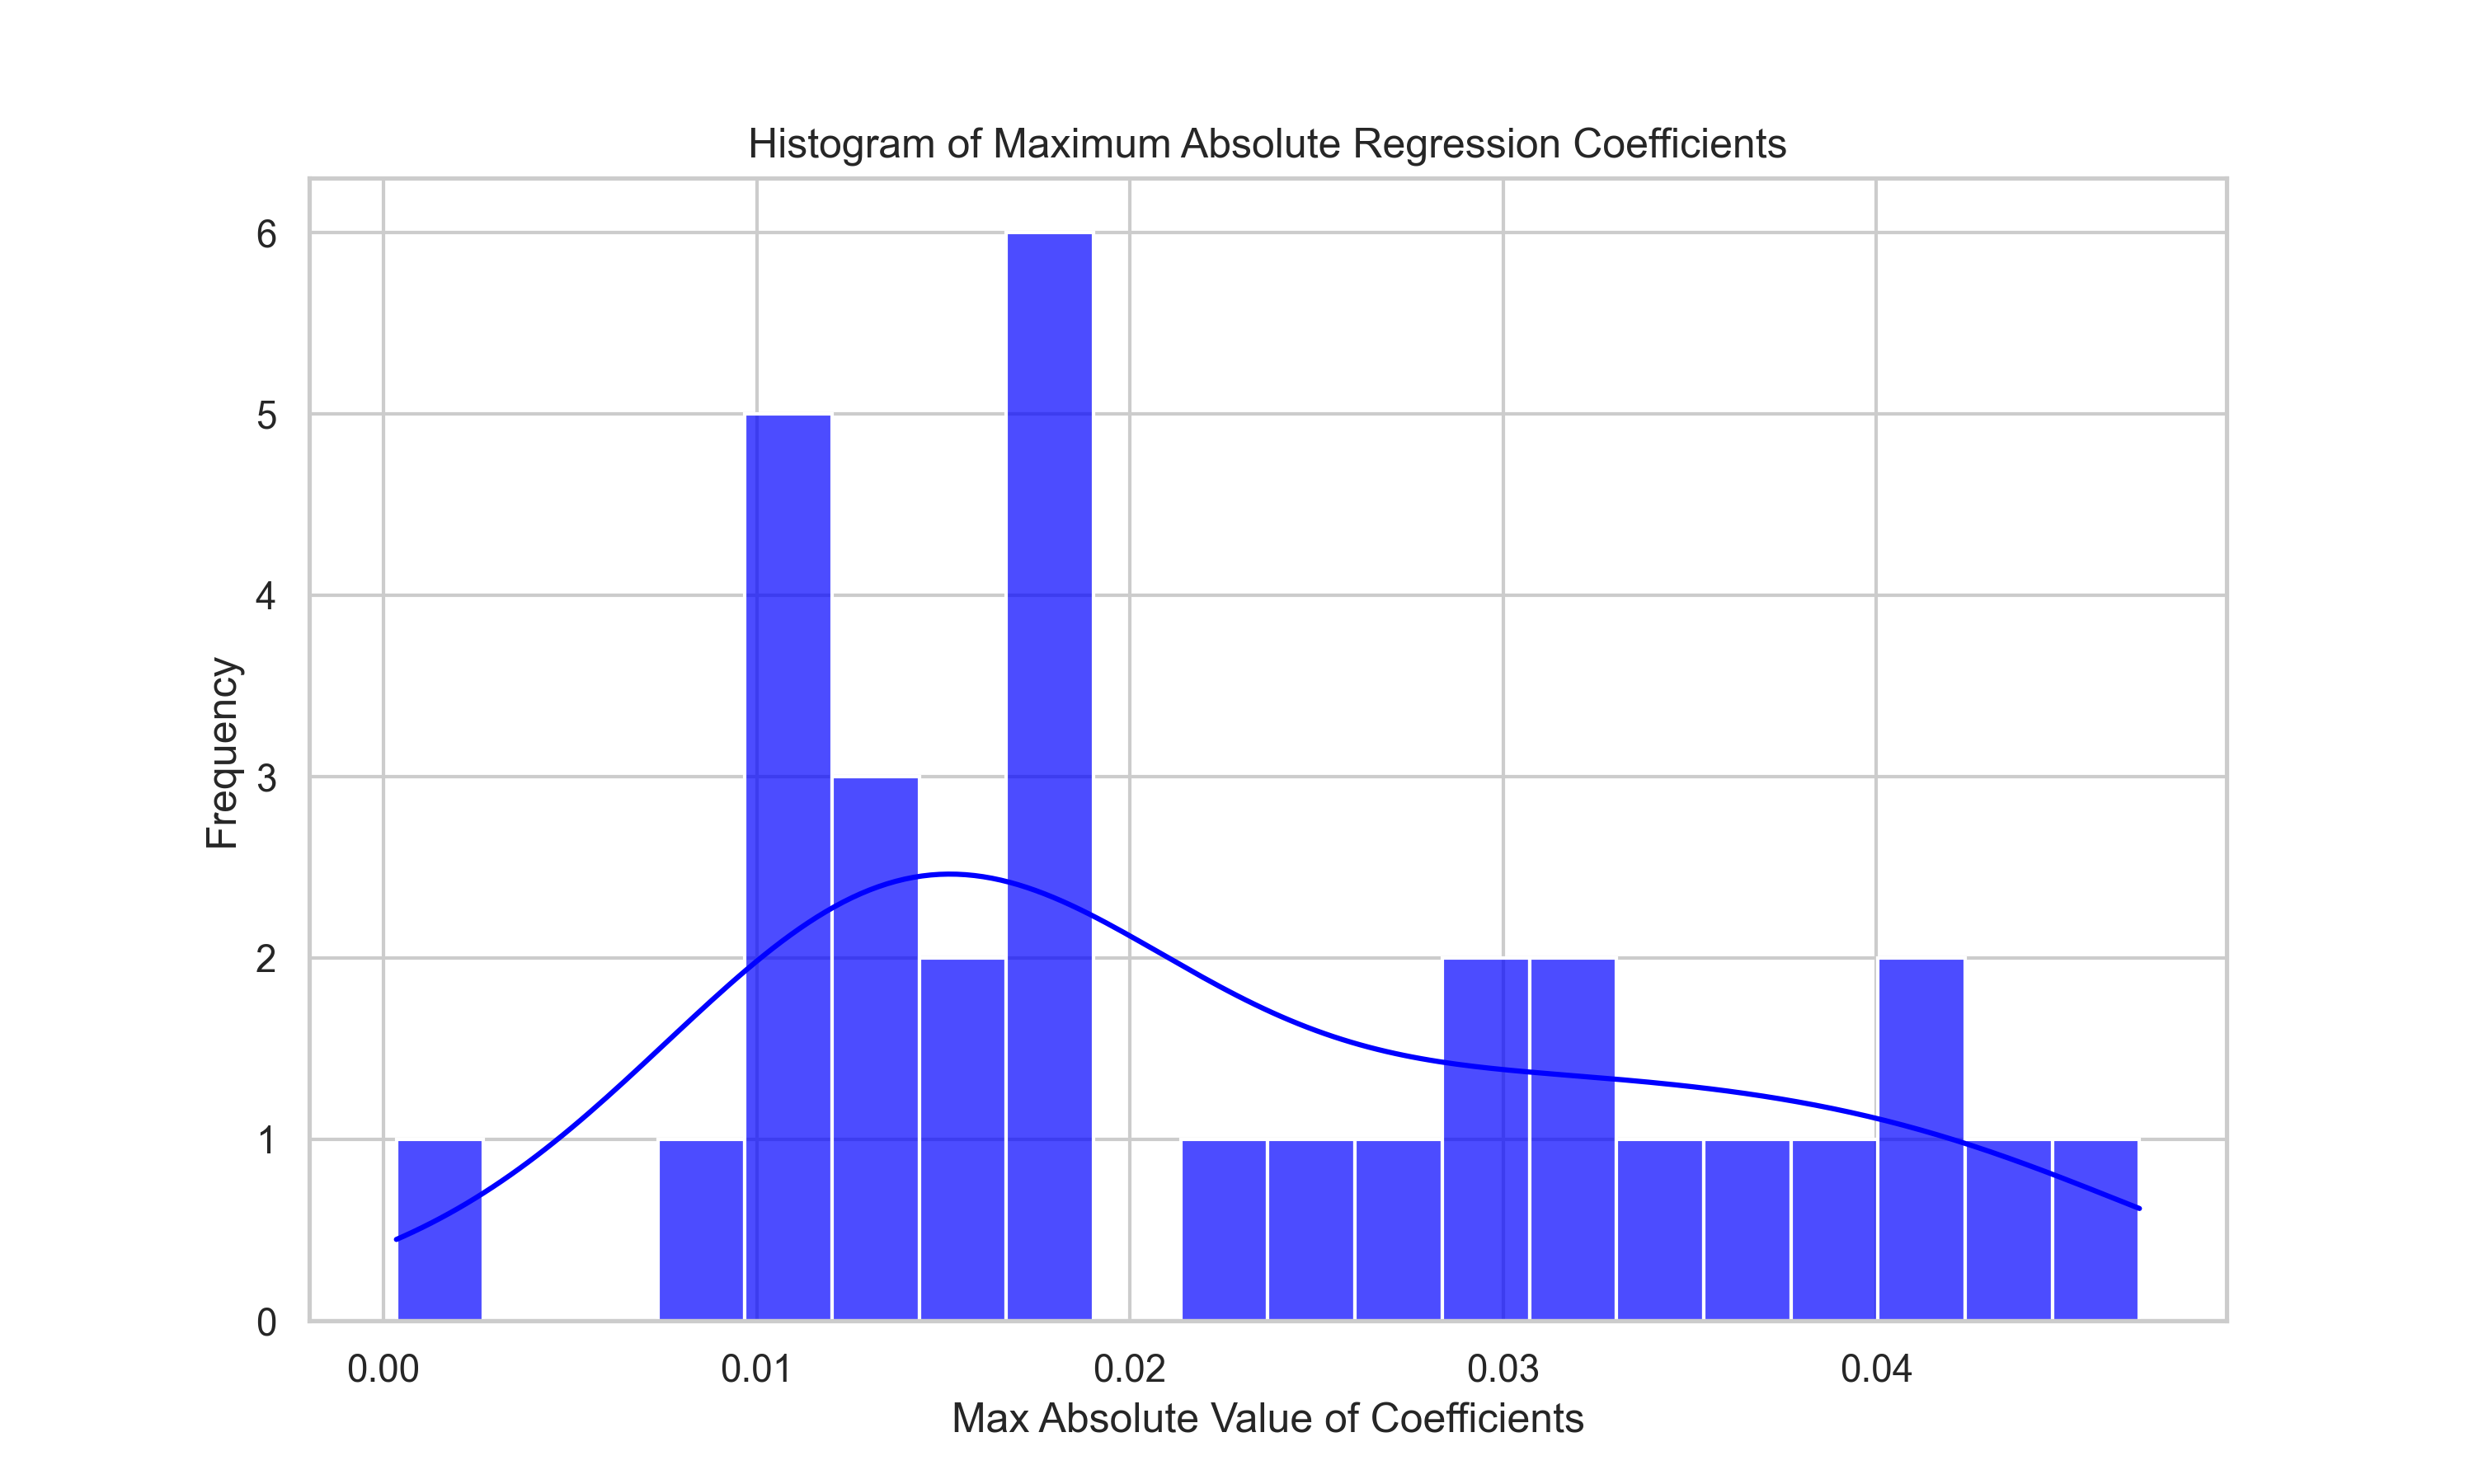 Histogram of Maximum Absolute Regression Coefficients
6
5
4
3
2
1
0
Frequency
0.00 0.01 0.02 0.03 0.04
Max Absolute Value of Coefficients